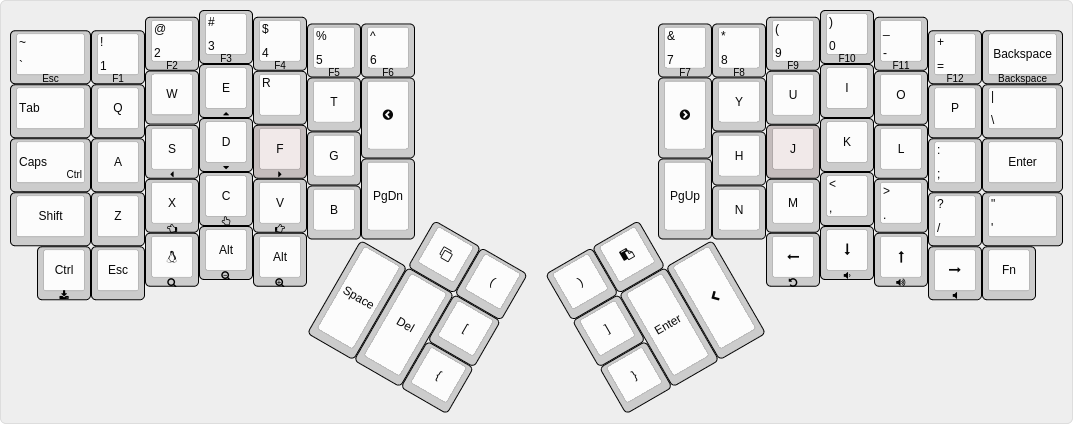 ~ ! @ # $ % ^ & * ( ) _ + Backspace
` 1 2 3 4 5 6 7 8 9 0 - =
Esc F1 F2 F3 F4 F5 F6 F7 F8 F9 F10 F11 F12 Backspace
Tab Q W E R T Y U I O P |
\
Caps A S D F G H J K L : Enter
Ctrl ;
PgDn PgUp
Shift Z X C V B N M < > ? "
, . / '
Ctrl Esc Alt Alt ← ↓ ↑ → Fn
( )
Space Del [ ] Enter
{ }